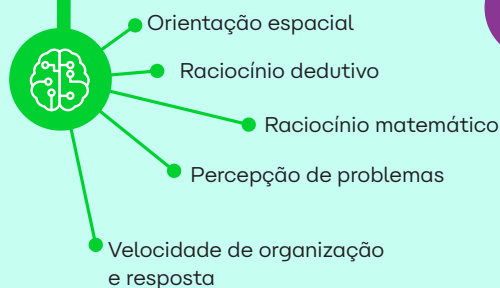 Orientação espacial
Raciocínio dedutivo
Raciocínio matemático
Percepção de problemas
Velocidade de organização
e resposta